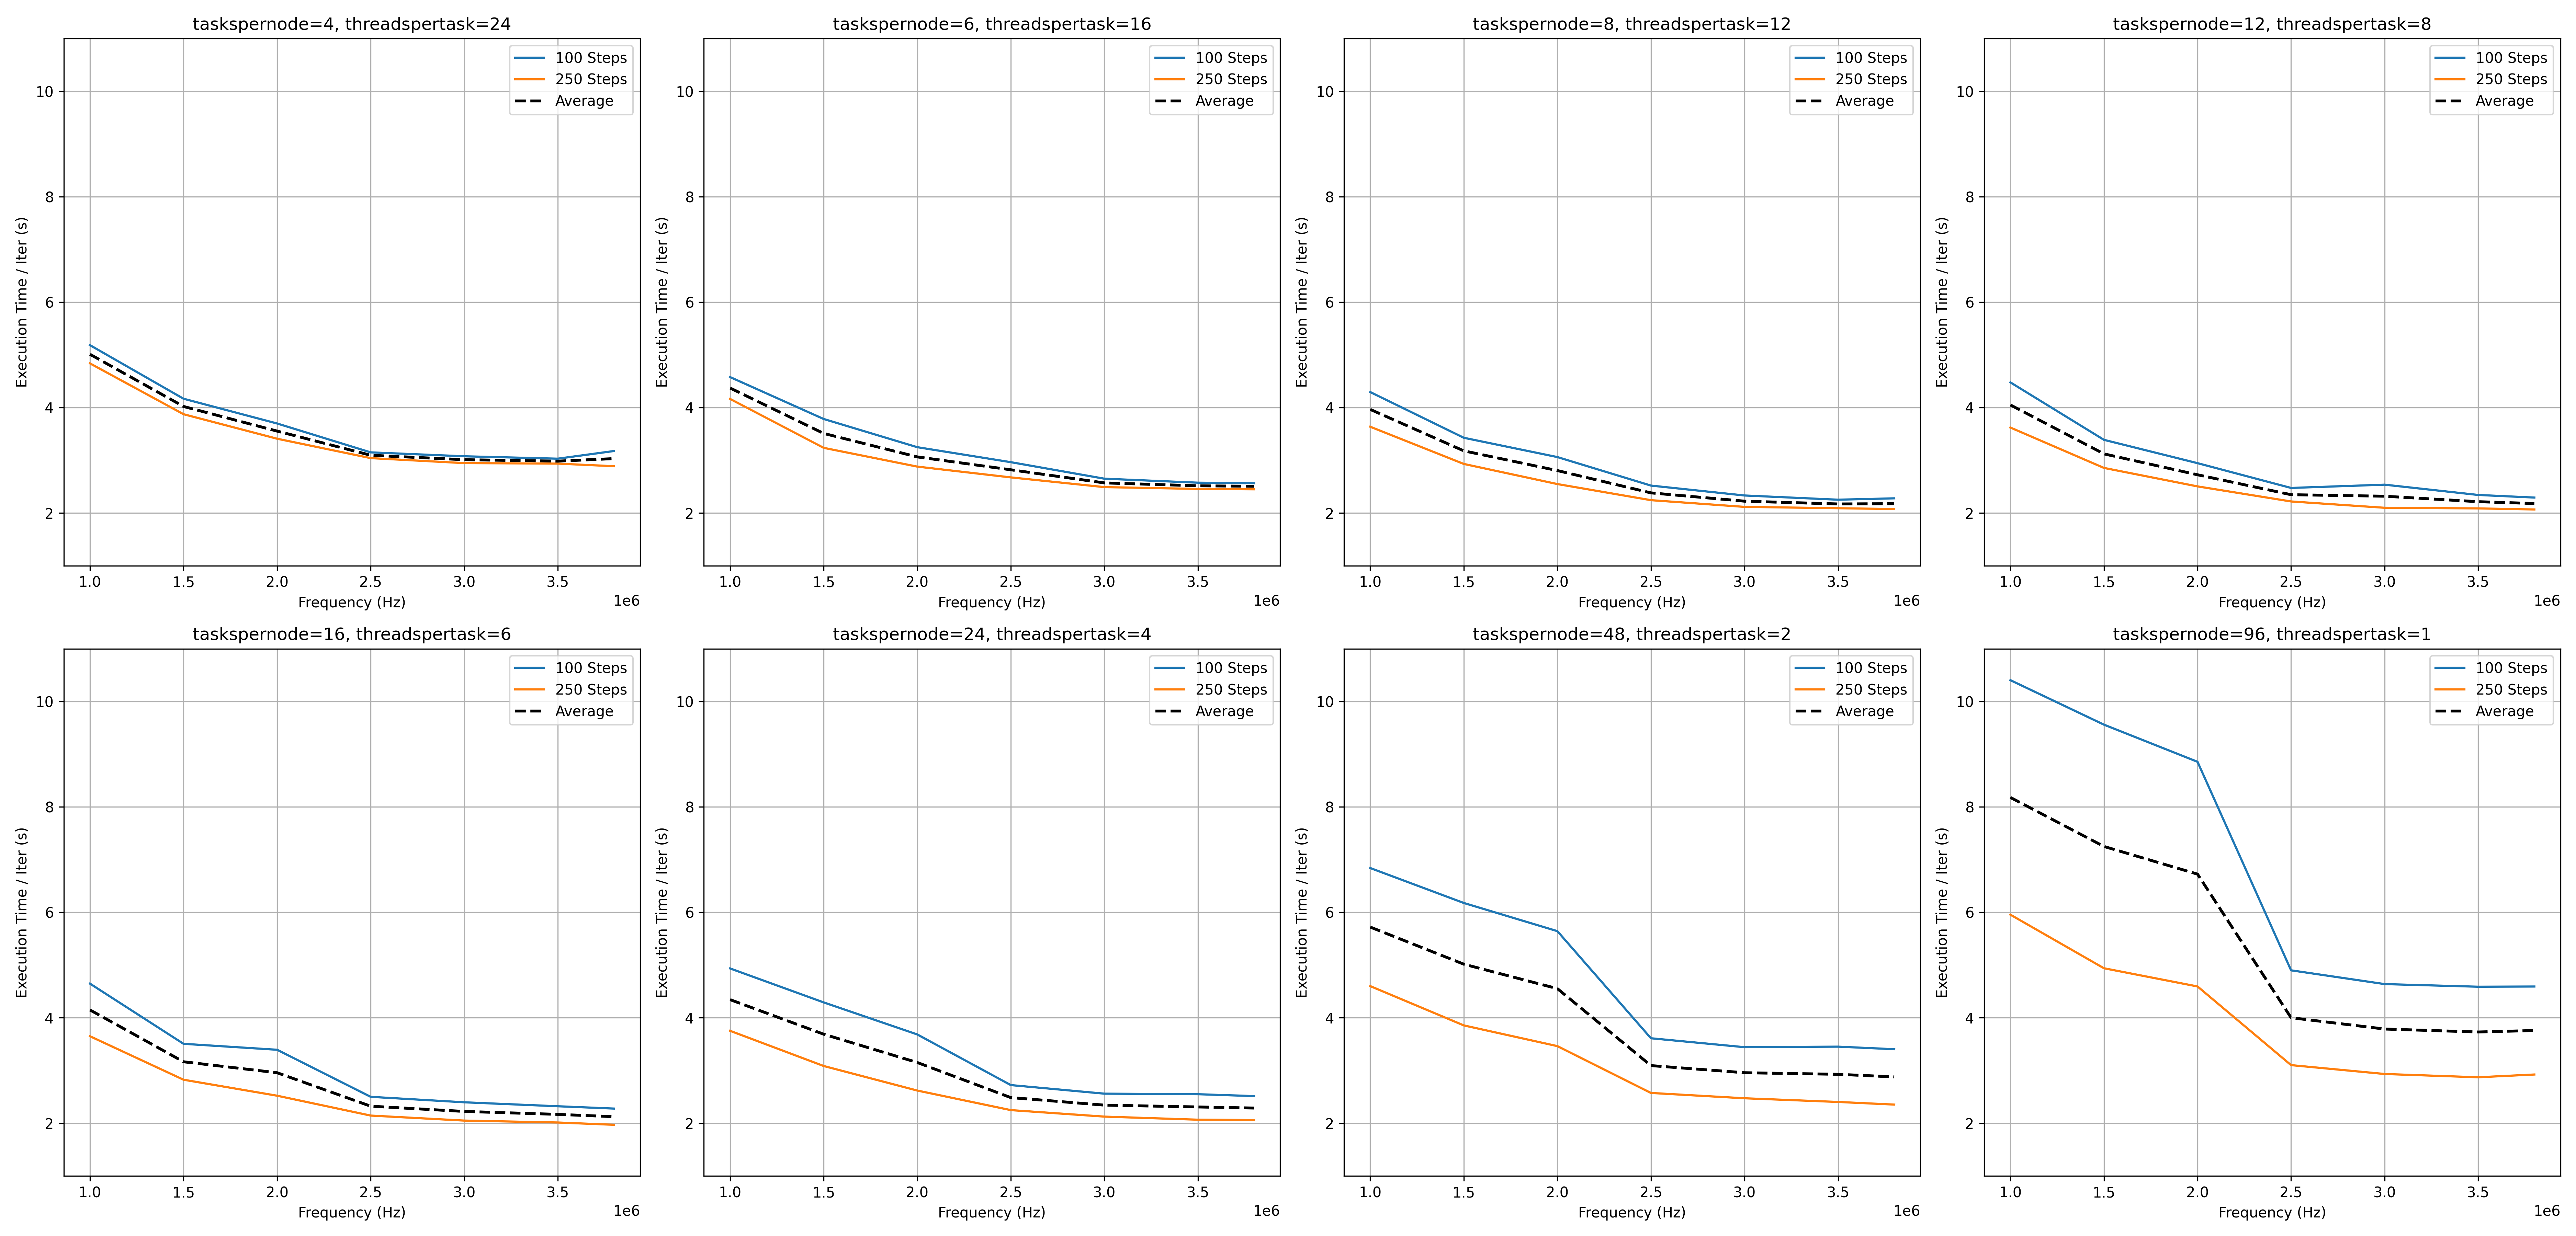 taskspernode=4, threadspertask=24
100 Steps
250 Steps
Average
10
8
6
4
2
Execution Time / Iter (s)
1.0 1.5 2.0 2.5 3.0 3.5
1e6
Frequency (Hz)
taskspernode=6, threadspertask=16
100 Steps
250 Steps
Average
10
8
6
4
2
Execution Time / Iter (s)
1.0 1.5 2.0 2.5 3.0 3.5
1e6
Frequency (Hz)
taskspernode=8, threadspertask=12
100 Steps
250 Steps
Average
10
8
6
4
2
Execution Time / Iter (s)
1.0 1.5 2.0 2.5 3.0 3.5
1e6
Frequency (Hz)
taskspernode=12, threadspertask=8
100 Steps
250 Steps
Average
10
8
6
4
2
Execution Time / Iter (s)
1.0 1.5 2.0 2.5 3.0 3.5
1e6
Frequency (Hz)
taskspernode=16, threadspertask=6
100 Steps
250 Steps
Average
10
8
6
4
2
Execution Time / Iter (s)
1.0 1.5 2.0 2.5 3.0 3.5
1e6
Frequency (Hz)
taskspernode=24, threadspertask=4
100 Steps
250 Steps
Average
10
8
6
4
2
Execution Time / Iter (s)
1.0 1.5 2.0 2.5 3.0 3.5
1e6
Frequency (Hz)
taskspernode=48, threadspertask=2
100 Steps
250 Steps
Average
10
8
6
4
2
Execution Time / Iter (s)
1.0 1.5 2.0 2.5 3.0 3.5
1e6
Frequency (Hz)
taskspernode=96, threadspertask=1
100 Steps
250 Steps
Average
10
8
6
4
2
Execution Time / Iter (s)
1.0 1.5 2.0 2.5 3.0 3.5
1e6
Frequency (Hz)